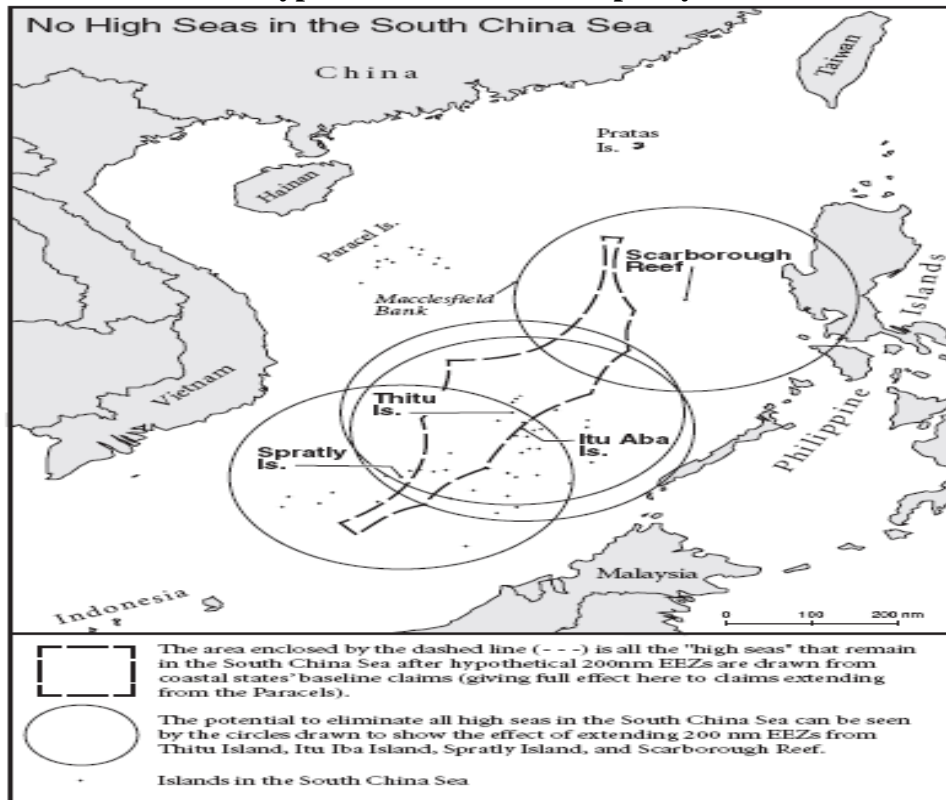 No High Seas in the South China Sea
China
Taiwan
Pratas
Is.
Hainan
Paracel Is.
Scarborough
Reef
Macclesfield
Bank
Islands
Vietnam
Thitu
Is.
Itu Aba
Is.
Spratly
Is.
Philippine
Malaysia
Indonesia
0 100 200 nm
The area enclosed by the dashed line (- - -) is all the "high seas" that remain
in the South China Sea after hypothetical 200nm EEZs are drawn from
coastal states' baseline claims (giving full effect here to claims extending
from the Paracels).
The potential to eliminate all high seas in the South China Sea can be seen
by the circles drawn to show the effect of extending 200 nm EEZs from
Thitu Island, Itu Iba Island, Spratly Island, and Scarborough Reef.
Islands in the South China Sea